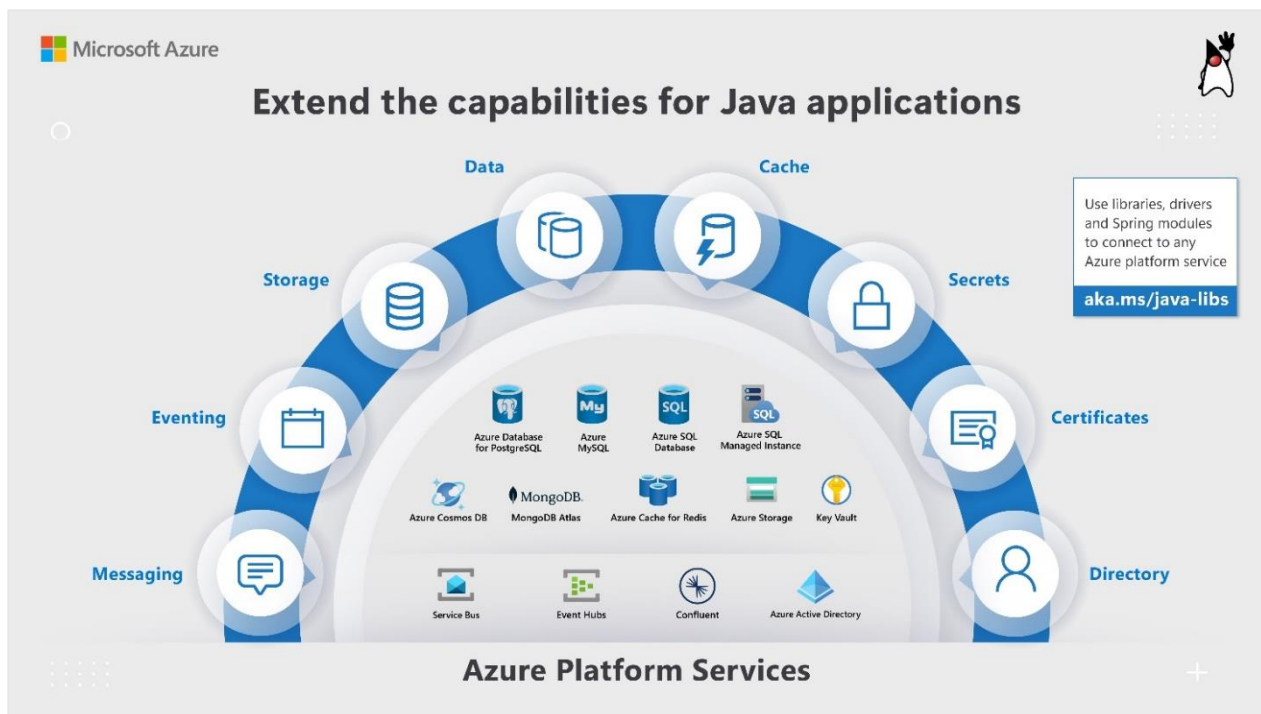 Microsoft Azure
Extend the capabilities for Java applications
Data
Cache
Storage
Secrets
Eventing
Certificates
Messaging
Directory
Use libraries, drivers
and Spring modules
to connect to any
Azure platform service
aka.ms/java-libs
Azure Database
for PostgreSQL
My
Azure
MySQL
SQL
Azure SQL
Database
SQL
Azure SQL
Managed Instance
Azure Cosmos DB
MongoDB.
MongoDB Atlas
Azure Cache for Redis
Azure Storage
Key Vault
Service Bus
Event Hubs
Confluent
Azure Active Directory
Azure Platform Services